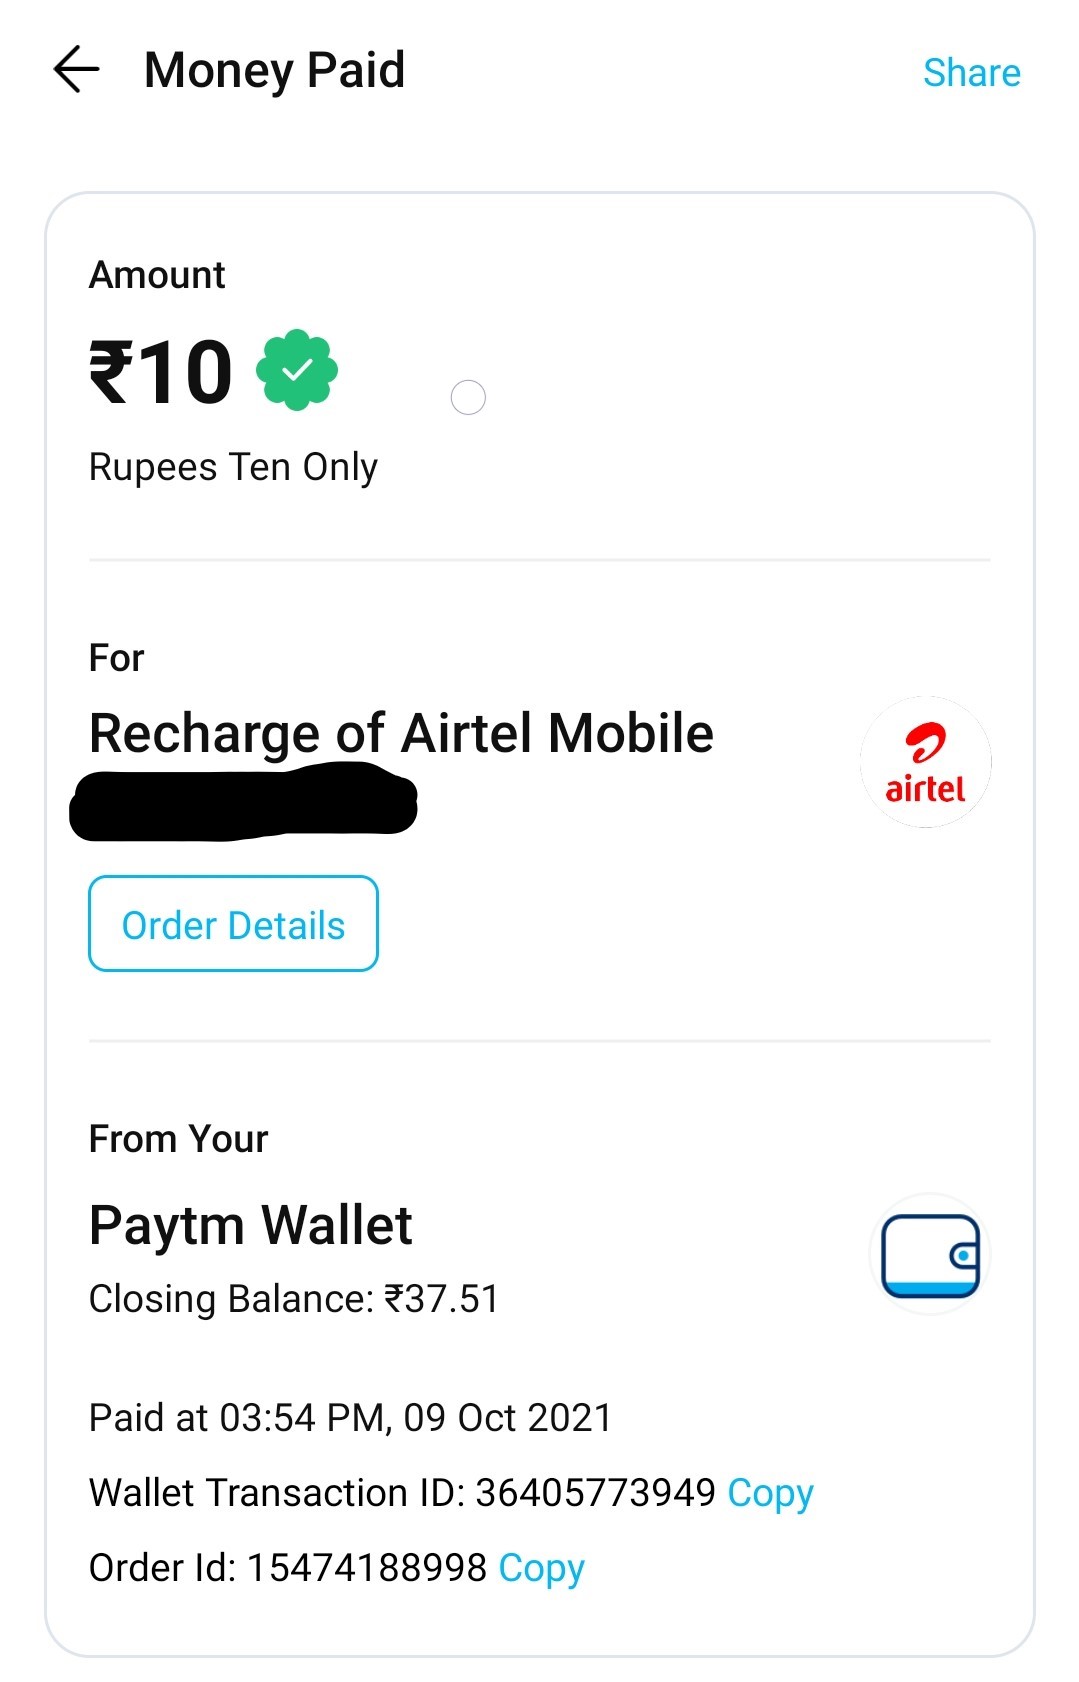 Money Paid
Share
Amount
₹10
Rupees Ten Only
For
Recharge of Airtel Mobile
airtel
Order Details
From Your
Paytm Wallet
Closing Balance: ₹37.51
Paid at 03:54 PM, 09 Oct 2021
Wallet Transaction ID: 36405773949 Copy
Order Id: 15474188998 Copy